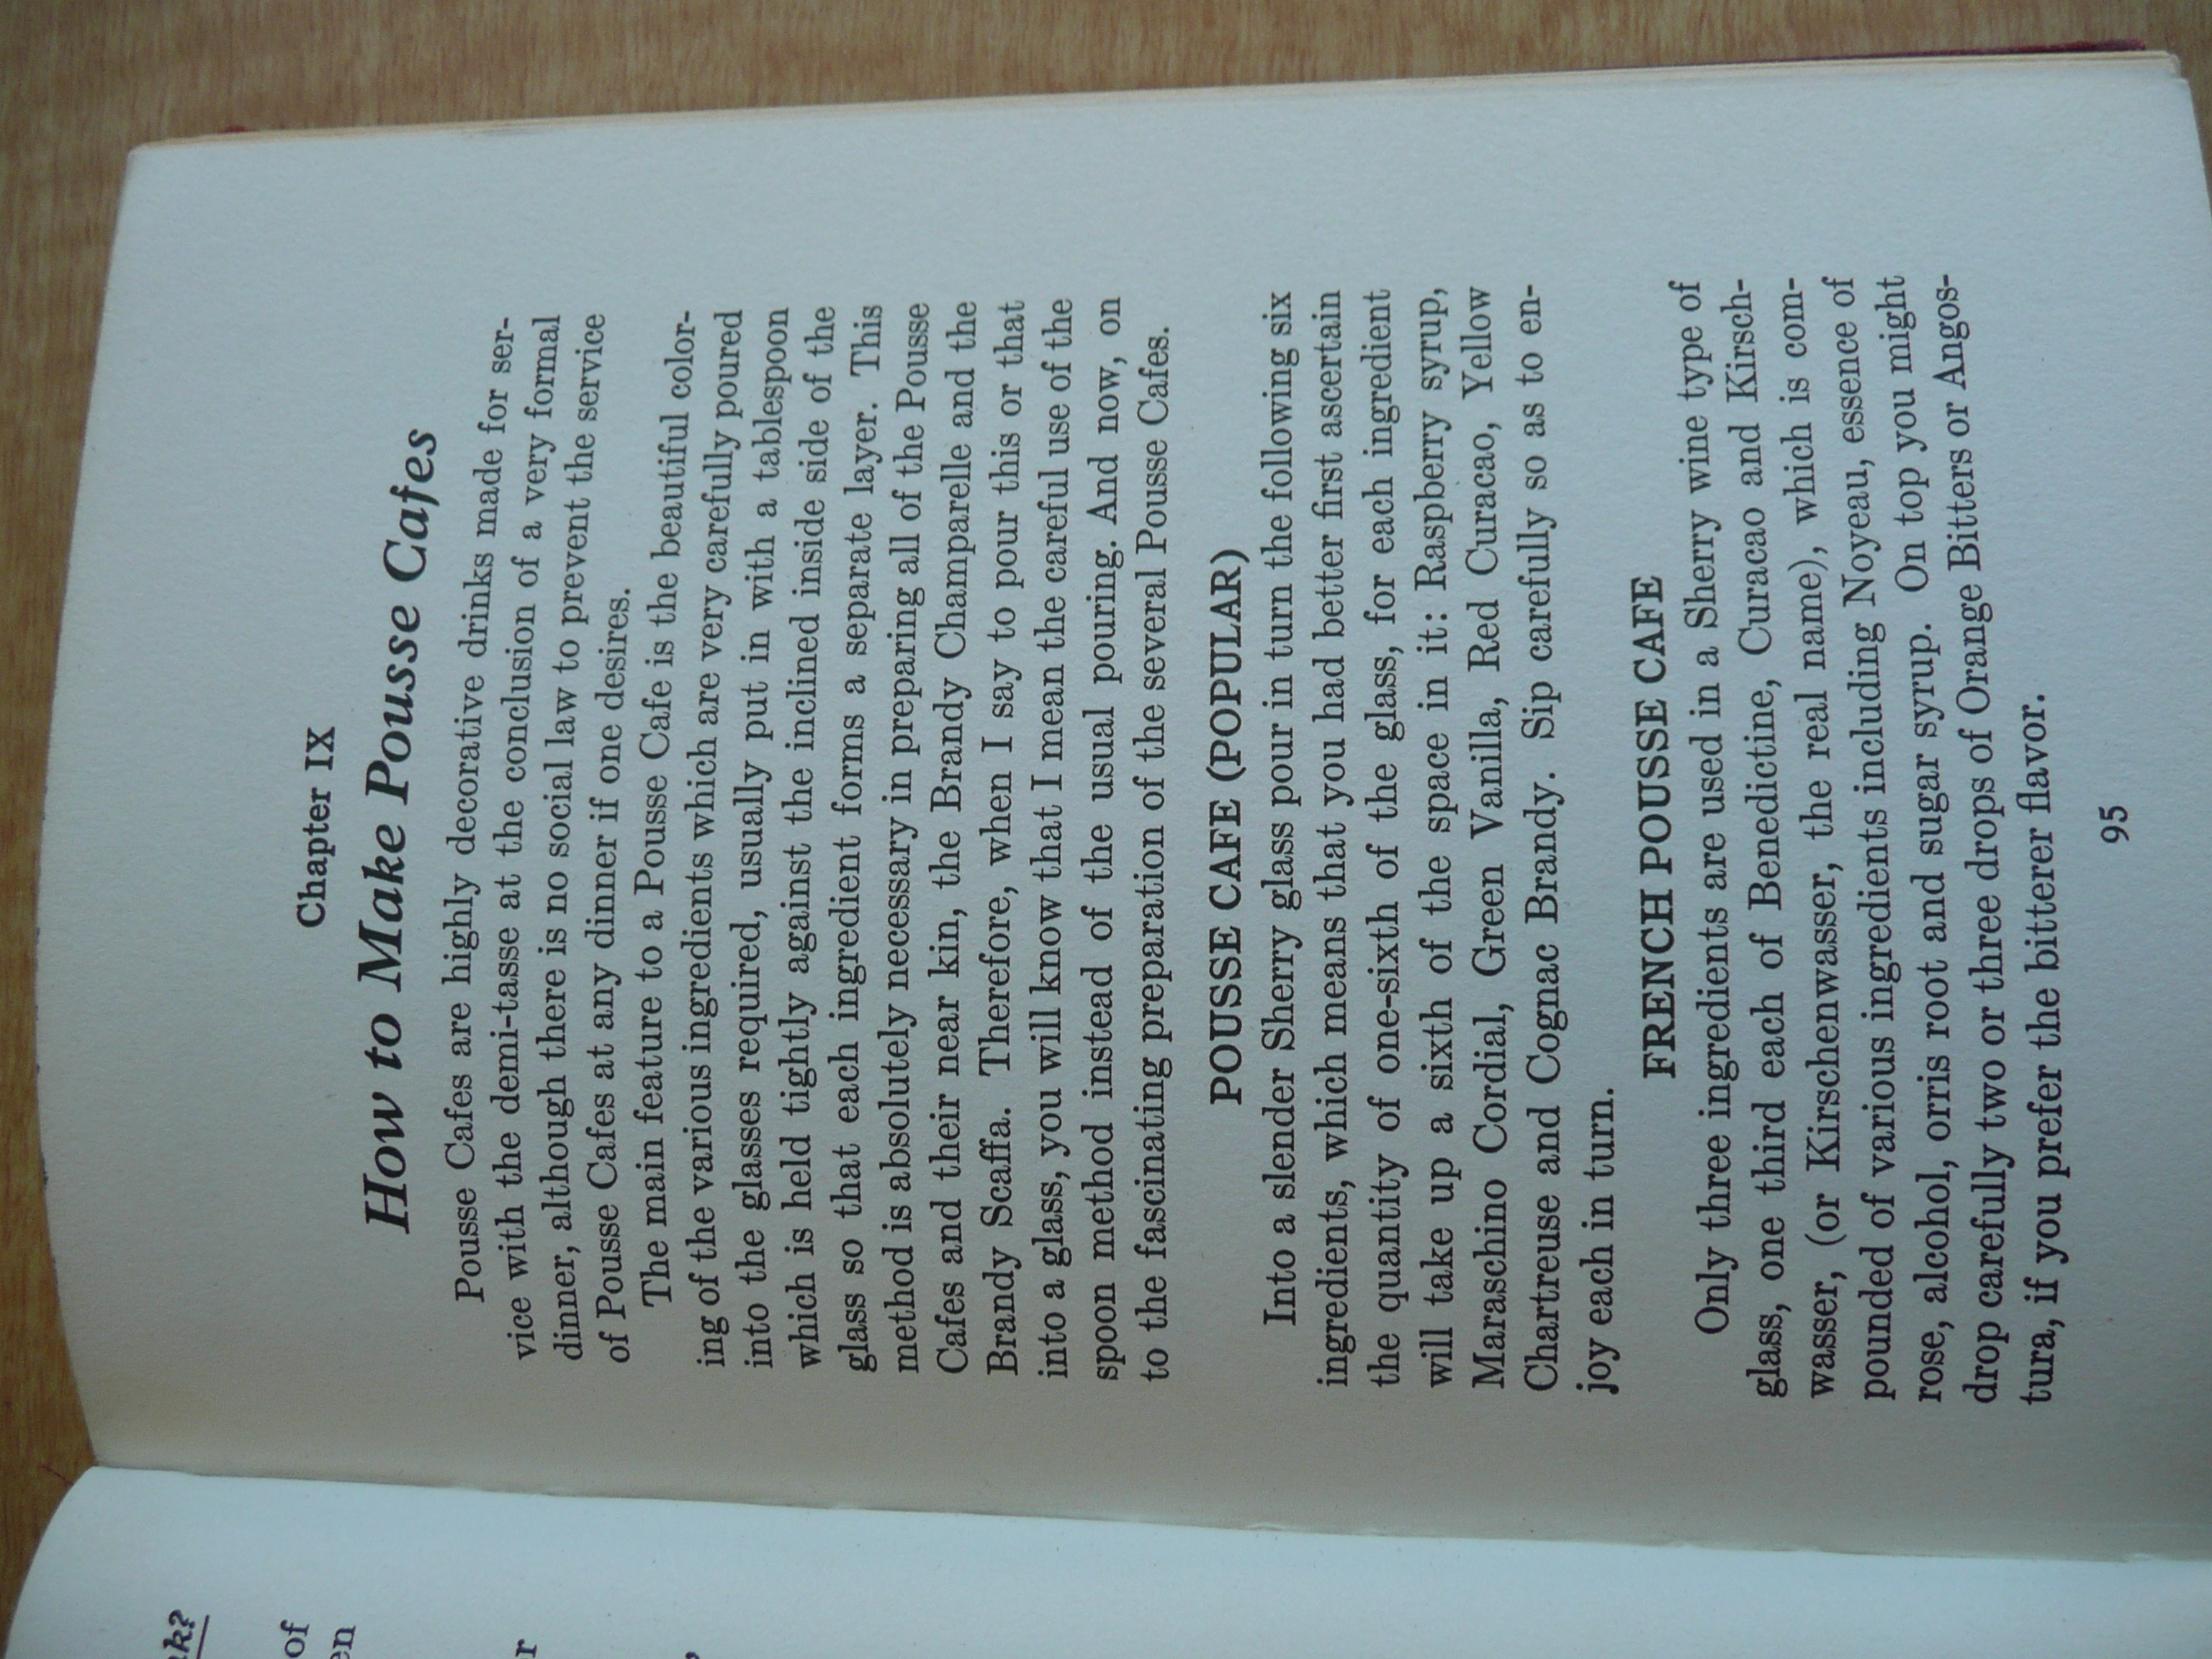 Chapter IX
How to Make Pousse Cafes
Pousse Cafes are highly decorative drinks made for ser-
vice with the demi-tasse at the conclusion of a very formal
dinner, although there is no social law to prevent the service
of Pousse Cafes at any dinner if one desires.
The main feature to a Pousse Cafe is the beautiful color-
ing of the various ingredients which are very carefully poured
into the glasses required, usually put in with a tablespoon
which is held tightly against the inclined inside side of the
glass so that each ingredient forms a separate layer. This
method is absolutely necessary in preparing all of the Pousse
Cafes and their near kin, the Brandy Champarelle and the
Brandy Scaffa. Therefore, when I say to pour this or that
into a glass, you will know that I mean the careful use of the
spoon method instead of the usual pouring. And now, on
to the fascinating preparation of the several Pousse Cafes.
POUSSE CAFE (POPULAR)
Into a slender Sherry glass pour in turn the following six
ingredients, which means that you had better first ascertain
the quantity of one-sixth of the glass, for each ingredient
will take up a sixth of the space in it: Raspberry syrup,
Maraschino Cordial, Green Vanilla, Red Curacao, Yellow
Chartreuse and Cognac Brandy. Sip carefully so as to en-
joy each in turn.
FRENCH POUSSE CAFE
Only three ingredients are used in a Sherry wine type of
glass, one third each of Benedictine, Curacao and Kirsch-
wasser, (or Kirschenwasser, the real name), which is com-
pounded of various ingredients including Noyeau, essence of
rose, alcohol, orris root and sugar syrup. On top you might
drop carefully two or three drops of Orange Bitters or Angos-
tura, if you prefer the bitterer flavor.
95
of